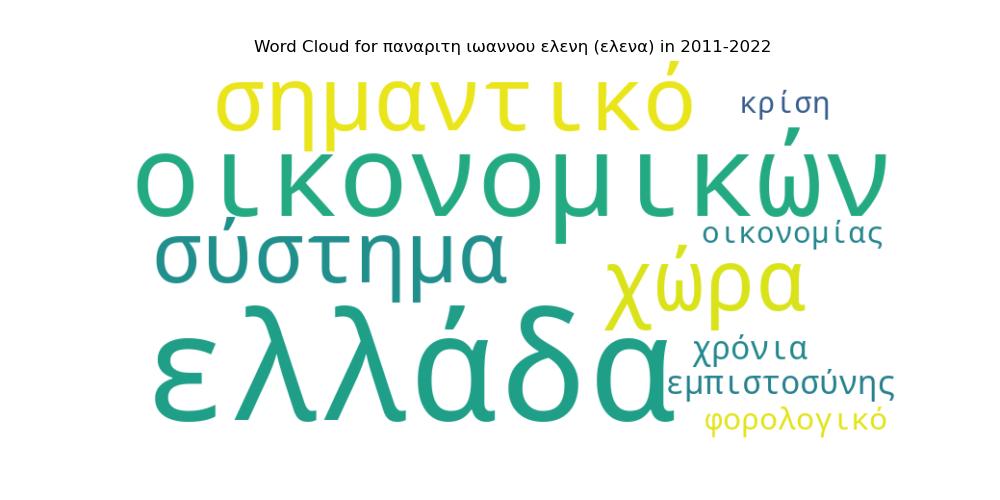 Word Cloud for παναριτη ιωαννου ελενη (ελενα) in 2011-2022
σημαντικό
κρίση
οικονομικών
οικονομίας
σύστημα
χώρα
ελλάδα
χρόνια
εμπιστοσύνης
φορολογικό